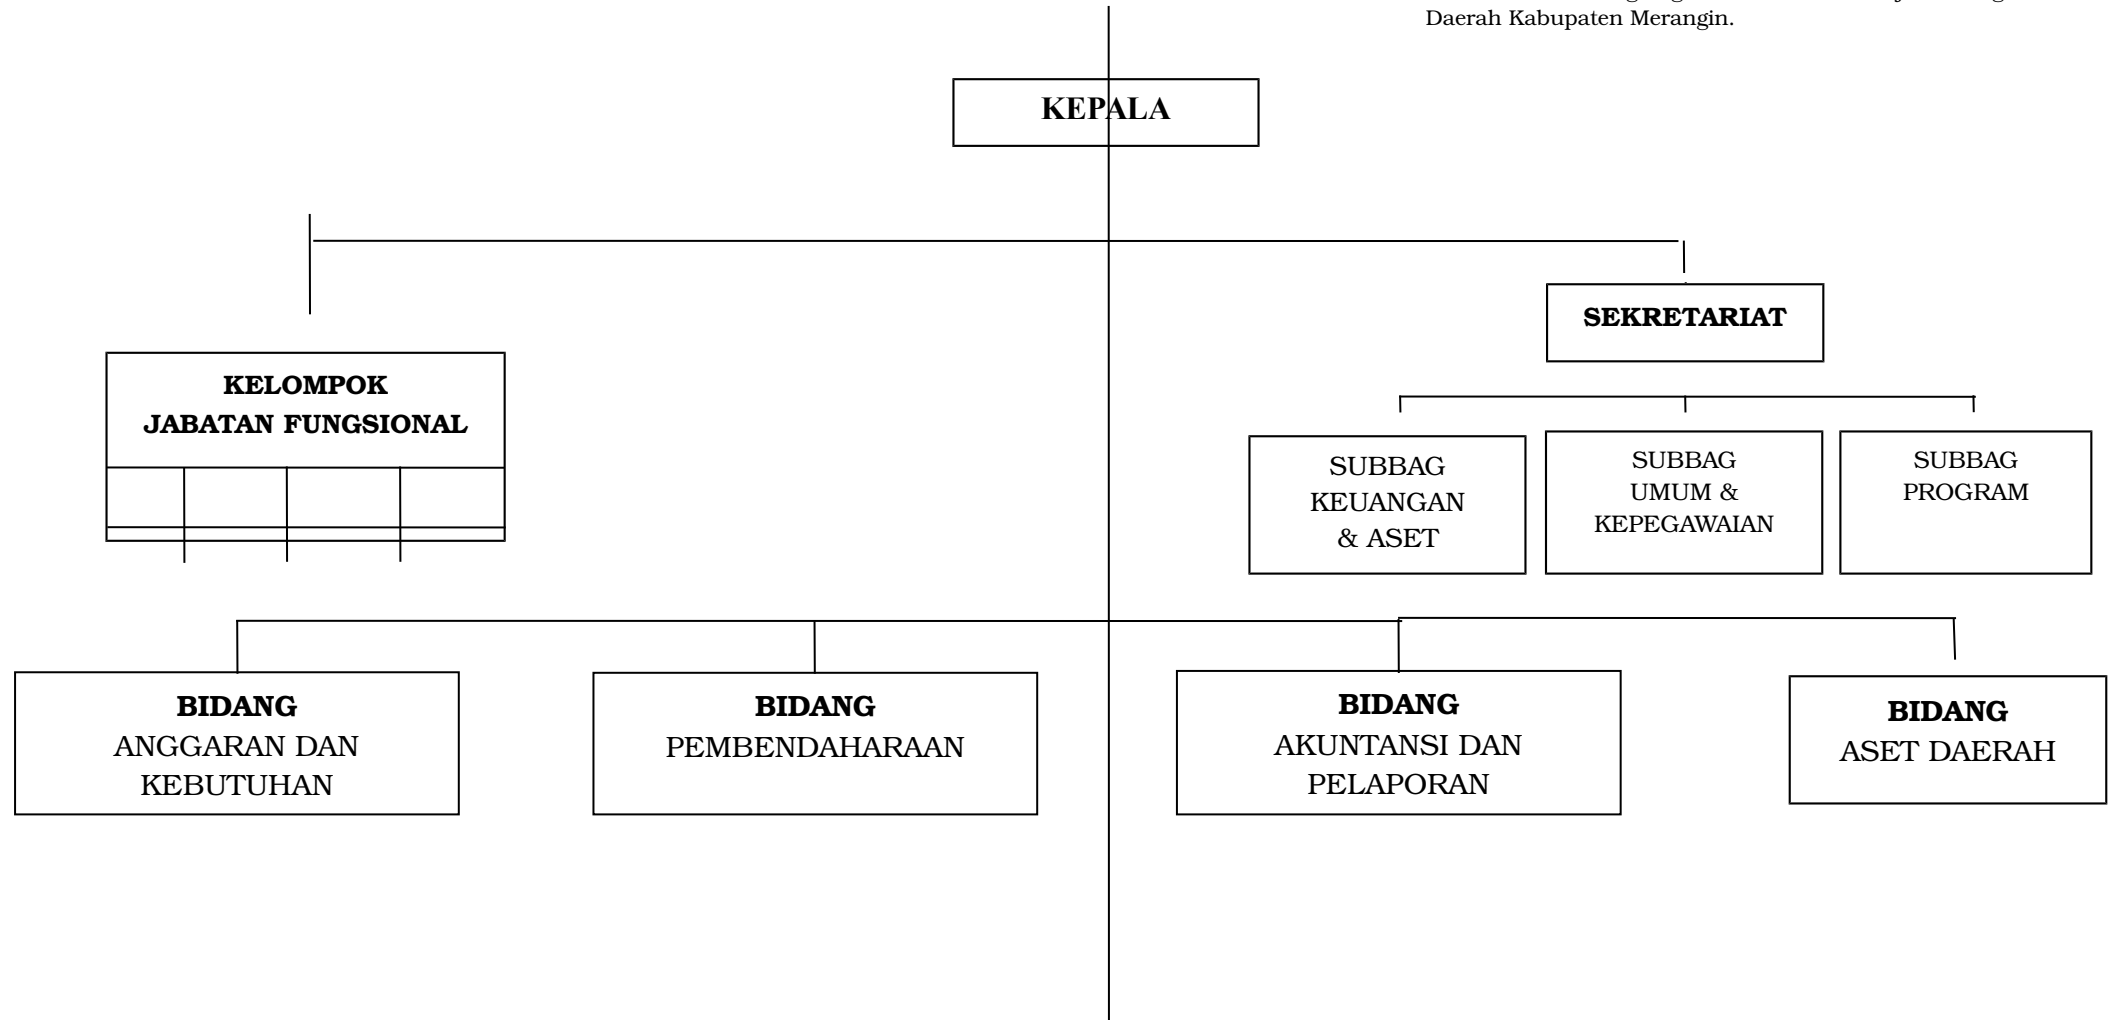 Daerah Kabupaten Merangin.
KEPALA
SEKRETARIAT
KELOMPOK
JABATAN FUNGSIONAL
SUBBAG
KEUANGAN
& ASET
SUBBAG
UMUM &
KEPEGAWAIAN
SUBBAG
PROGRAM
BIDANG
ANGGARAN DAN
KEBUTUHAN
BIDANG
PEMBENDAHARAAN
BIDANG
AKUNTANSI DAN
PELAPORAN
BIDANG
ASET DAERAH